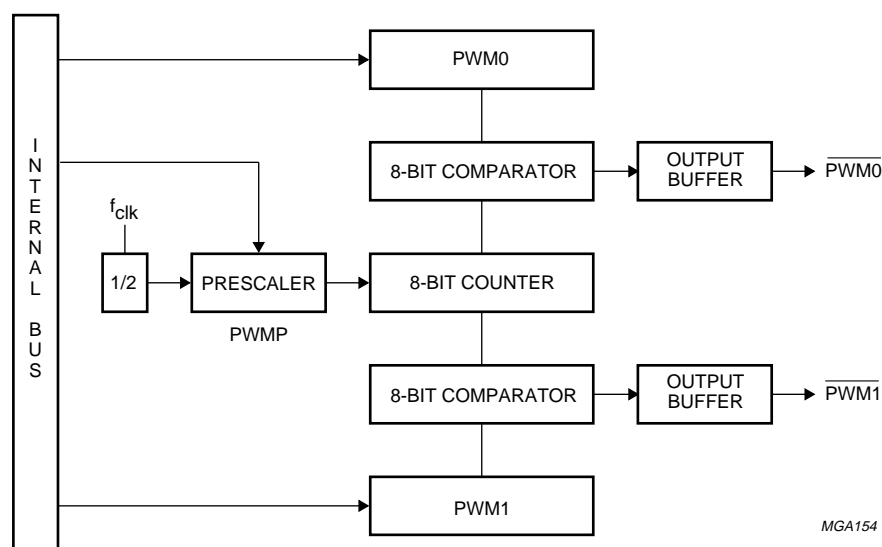 INTERNAL BUS
PWM0
8-BIT COMPARATOR
OUTPUT
BUFFER
PWM0
fclk
1/2
PRESCALER
8-BIT COUNTER
PWMP
8-BIT COMPARATOR
OUTPUT
BUFFER
PWM1
PWM1
MGA154